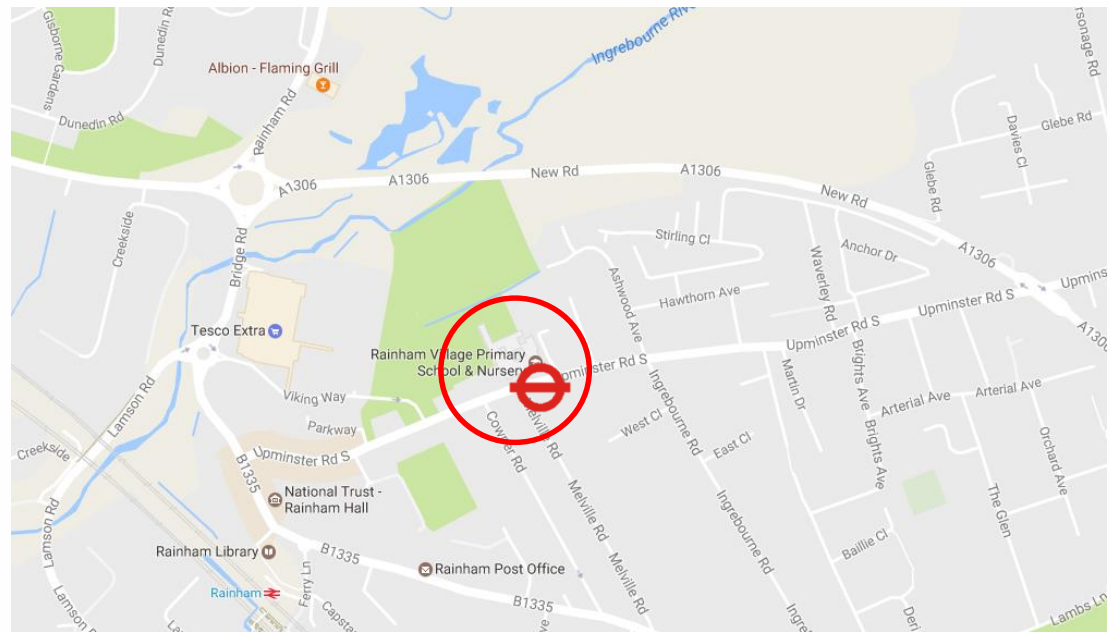 Gisborne Gardens
Dunedin Rd
Albion - Flaming Grill
Ingrebourne River
Dunedin Rd
Rainham Rd
Glebe Rd
Davies Cl
A1306
A1306
New Rd
A1306
New Rd
Glebe Rd
Creekside
Bridge Rd
Stirling Cl
Anchor Dr
A1306
Ashwood Ave
Hawthorn Ave
Waverley Rd
Upminster Rd S
Tesco Extra
Upminster Rd S
Rainham Village Primary
School & Nursery
Upminster Rd S
Lamson Rd
Viking Way
Martin Dr
Brights Ave
Brights Ave
Arterial Ave
Arterial Ave
Parkway
Cowper Rd
Melville Rd
West Cl
Ingrebourne Rd
East Cl
Orchard Ave
Creekside
Upminster Rd S
B1335
National Trust -
Rainham Hall
Melville Rd
Ingrebourne Rd
The Glen
Lamson Rd
Baillie Cl
Rainham Library
B1335
Rainham Post Office
Melville Rd
Rainham
Ferry Ln
B1335
Lambs Ln